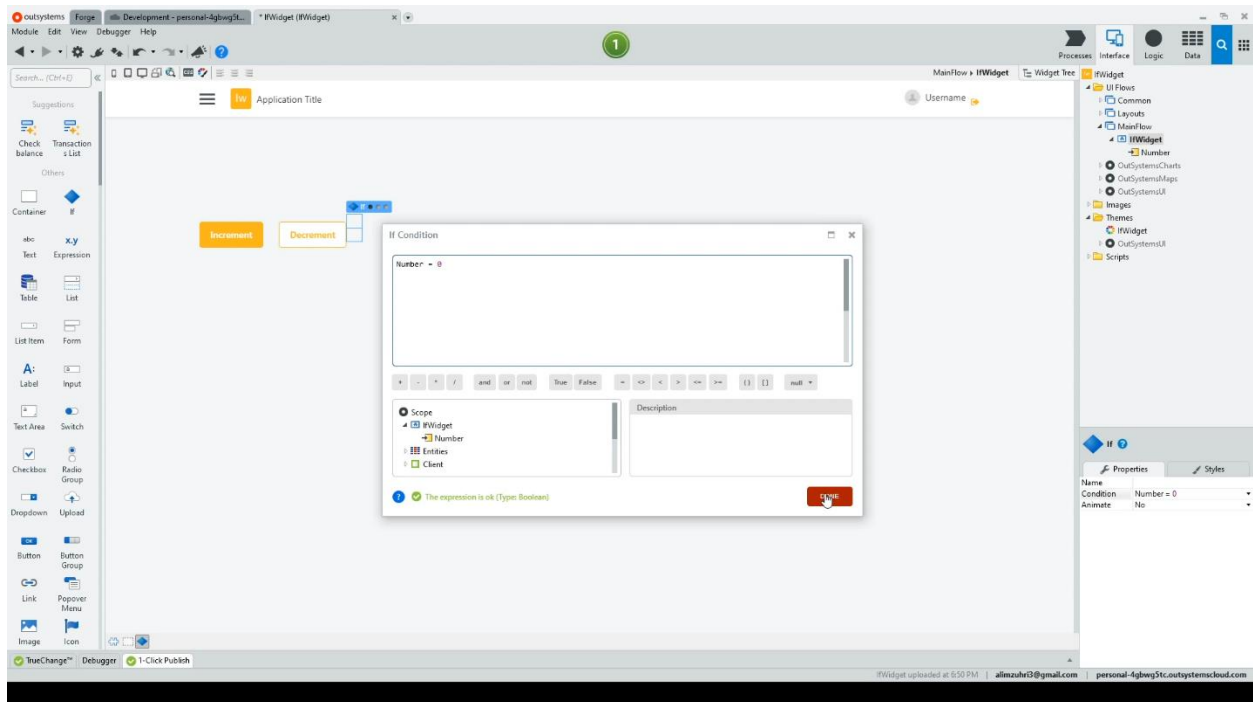 outsystems Forge Development - personal-4gbwg5t... * IfWidget (IfWidget)
Module Edit View Debugger Help
1
Processes Interface Logic Data
Search... (Ctrl+E)
MainFlow IfWidget Widget Tree
Suggestions
Check balance
Transactions List
Others
Container If
abc x.y
Text Expression
Table List
List Item Form
A:
Label Input
Text Area Switch
Checkbox Radio Group
Dropdown Upload
OK
Button Button Group
Link Popover Menu
Image Icon
Iw Application Title
Username
Increment Decrement
If Condition
Number = 0
+ - * / and or not True False = <> < > <= >= () [] null
Scope
IfWidget
Number
Entities
Client
Description
The expression is ok (Type: Boolean)
DONE
IfWidget
UI Flows
Common
Layouts
MainFlow
IfWidget
Number
OutSystemsCharts
OutSystemsMaps
OutSystemsUI
Images
Themes
IfWidget
OutSystemsUI
Scripts
If
Properties Styles
Name
Condition Number = 0
Animate No
TrueChange™ Debugger 1-Click Publish
IfWidget uploaded at 6:50 PM | alimzuhri3@gmail.com | personal-4gbwg5tc.outsystemscloud.com